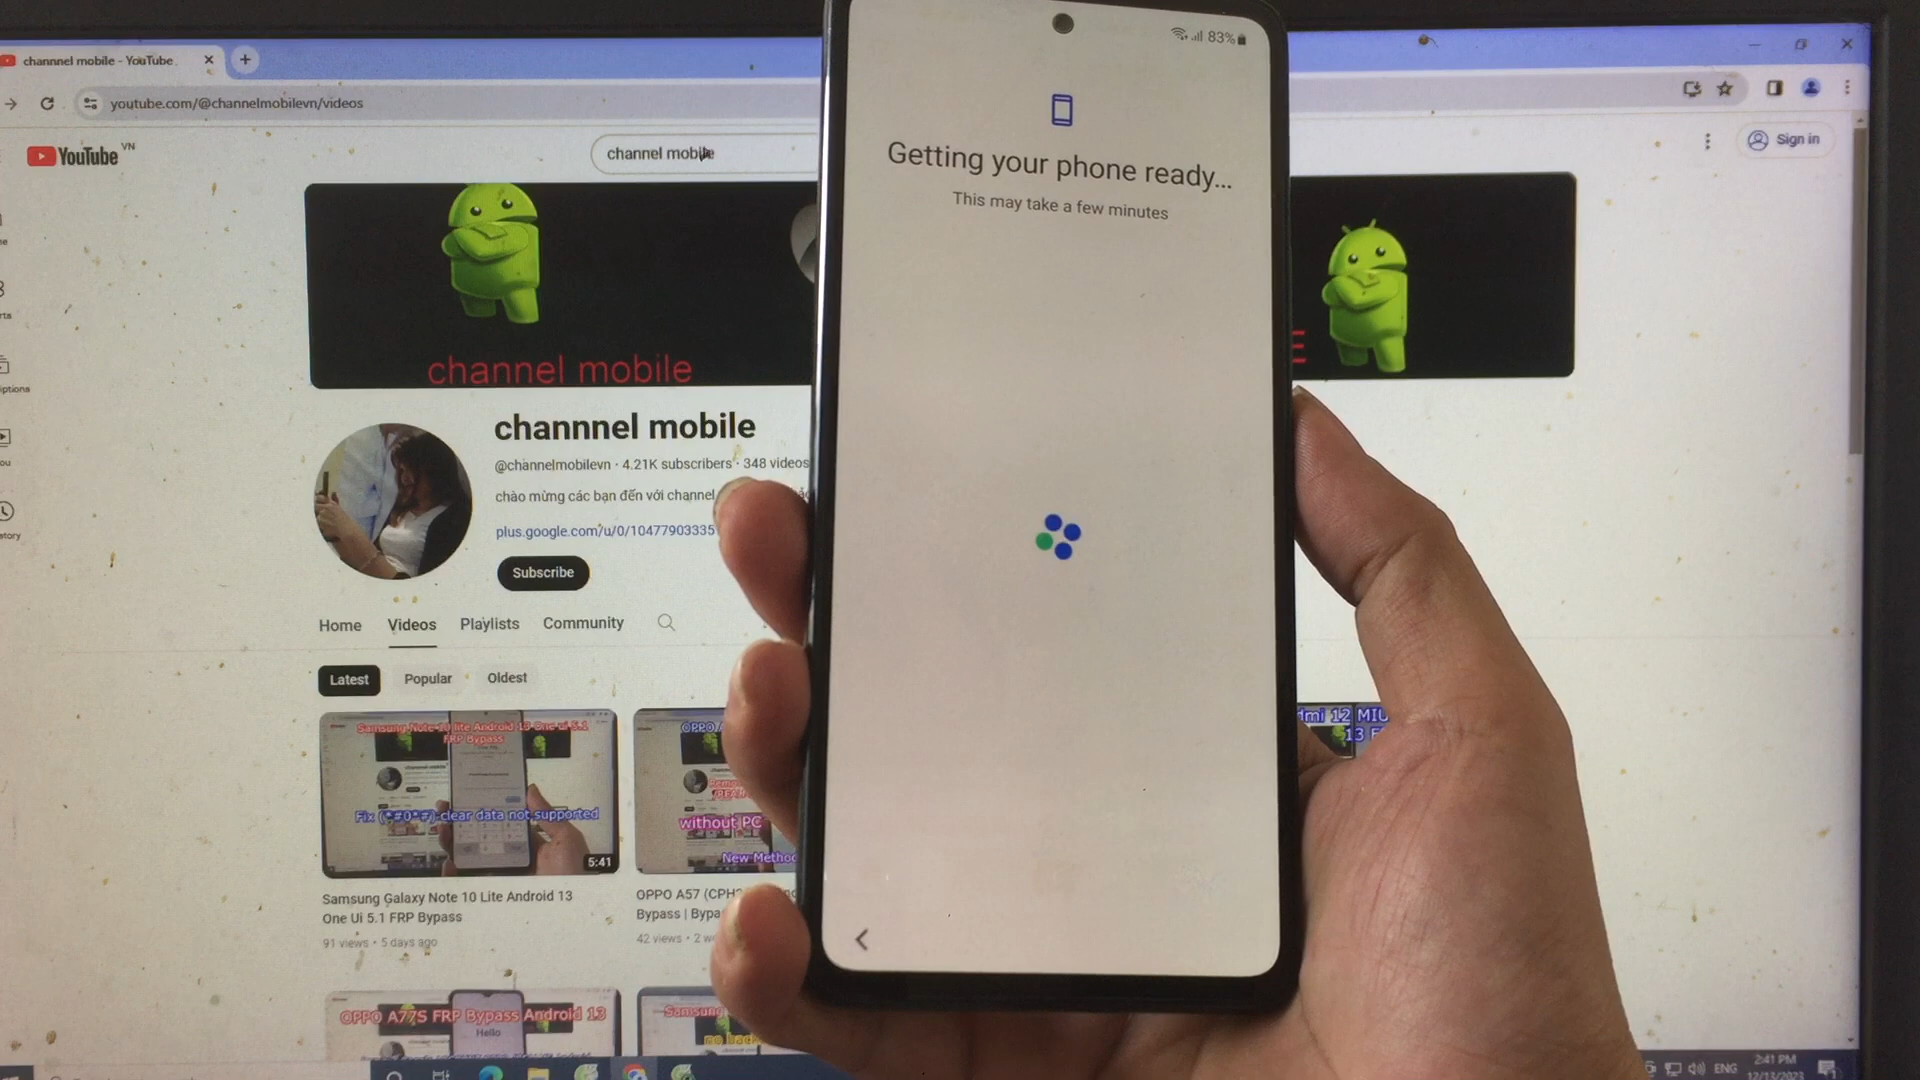 channnel mobile - YouTube
youtube.com/@channelmobilevn/videos
YouTube VN
channel mobile
Sign in
channel mobile
E
channnel mobile
@channelmobilevn · 4.21K subscribers · 348 videos
chào mừng các bạn đến với channel
plus.google.com/u/0/10477903335
Subscribe
Home
Videos
Playlists
Community
Latest
Popular
Oldest
Samsung Note 10 lite Android 13 One ui 5.1
FRP Bypass
Fix (*#0*#) clear data not supported
5:41
Samsung Galaxy Note 10 Lite Android 13
One Ui 5.1 FRP Bypass
91 views • 5 days ago
OPPO A
without PC
New Method
OPPO A57 (CPH
Bypass | Bypa
42 views • 2 w
dmi 12 MIU
13 F
OPPO A77S FRP Bypass Android 13
Hello
Samsung
no back
83%
Getting your phone ready...
This may take a few minutes
ENG
2:41 PM
12/13/2023